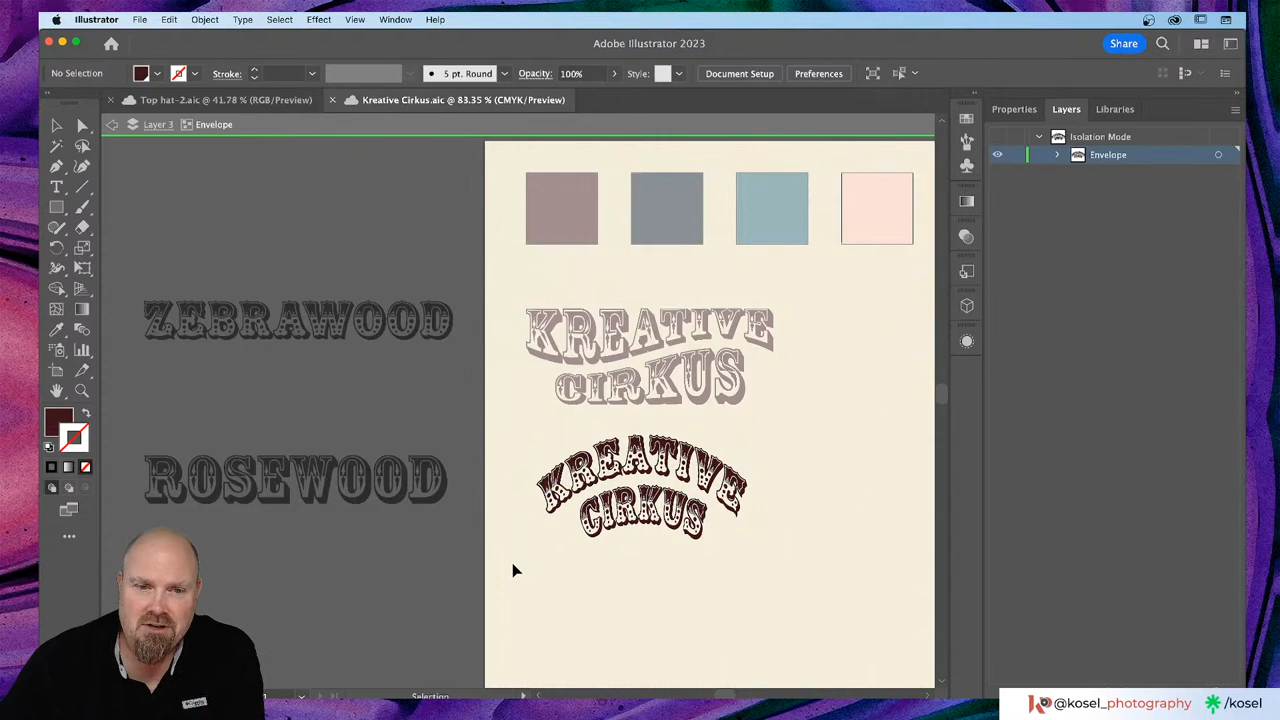 Illustrator File Edit Object Type Select Effect View Window Help
Adobe Illustrator 2023
Share
No Selection Stroke: 5 pt. Round Opacity: 100% Style: Document Setup Preferences
Top hat-2.aic @ 41.78 % (RGB/Preview) Kreative Cirkus.aic @ 83.35 % (CMYK/Preview)
Properties Layers Libraries
Layer 3 Envelope
Isolation Mode
Envelope
ZEBRAWOOD
KREATIVE
CIRKUS
ROSEWOOD
KREATIVE
CIRKUS
Selection
@kosel_photography /kosel